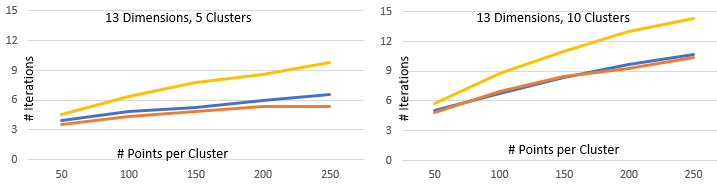 13 Dimensions, 5 Clusters
15
12
9
6
3
0
# Iterations
# Points per Cluster
50 100 150 200 250
13 Dimensions, 10 Clusters
15
12
9
6
3
0
# Iterations
# Points per Cluster
50 100 150 200 250